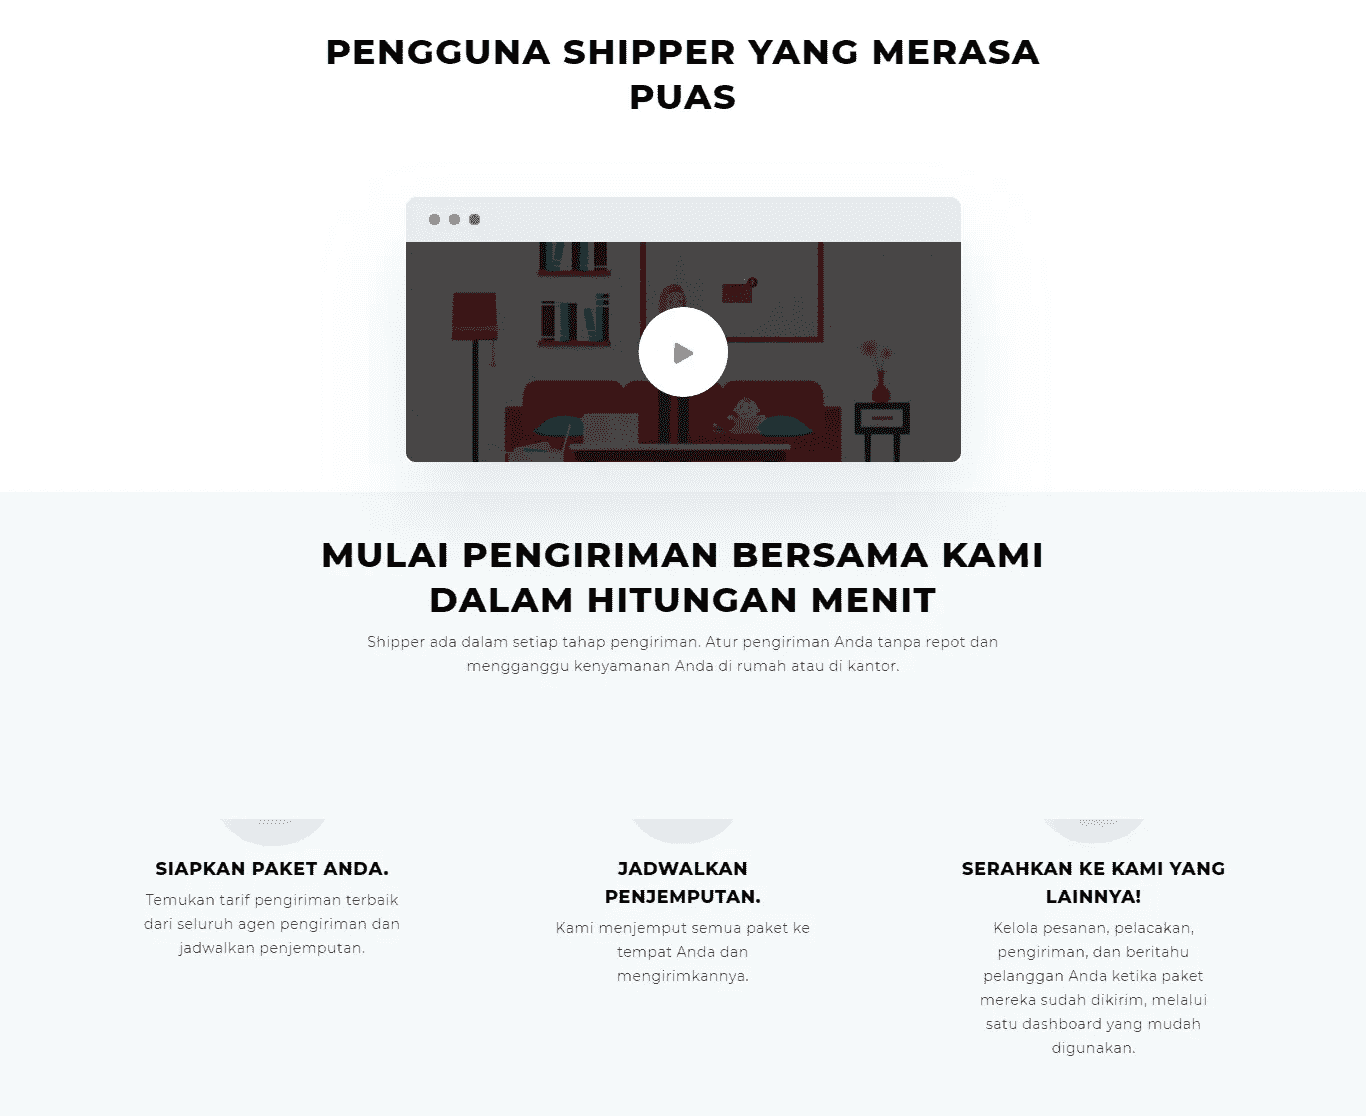 PENGGUNA SHIPPER YANG MERASA
PUAS
MULAI PENGIRIMAN BERSAMA KAMI
DALAM HITUNGAN MENIT
Shipper ada dalam setiap tahap pengiriman. Atur pengiriman Anda tanpa repot dan
mengganggu kenyamanan Anda di rumah atau di kantor.
SIAPKAN PAKET ANDA.
Temukan tarif pengiriman terbaik
dari seluruh agen pengiriman dan
jadwalkan penjemputan.
JADWALKAN
PENJEMPUTAN.
Kami menjemput semua paket ke
tempat Anda dan
mengirimkannya.
SERAHKAN KE KAMI YANG
LAINNYA!
Kelola pesanan, pelacakan,
pengiriman, dan beritahu
pelanggan Anda ketika paket
mereka sudah dikirim, melalui
satu dashboard yang mudah
digunakan.